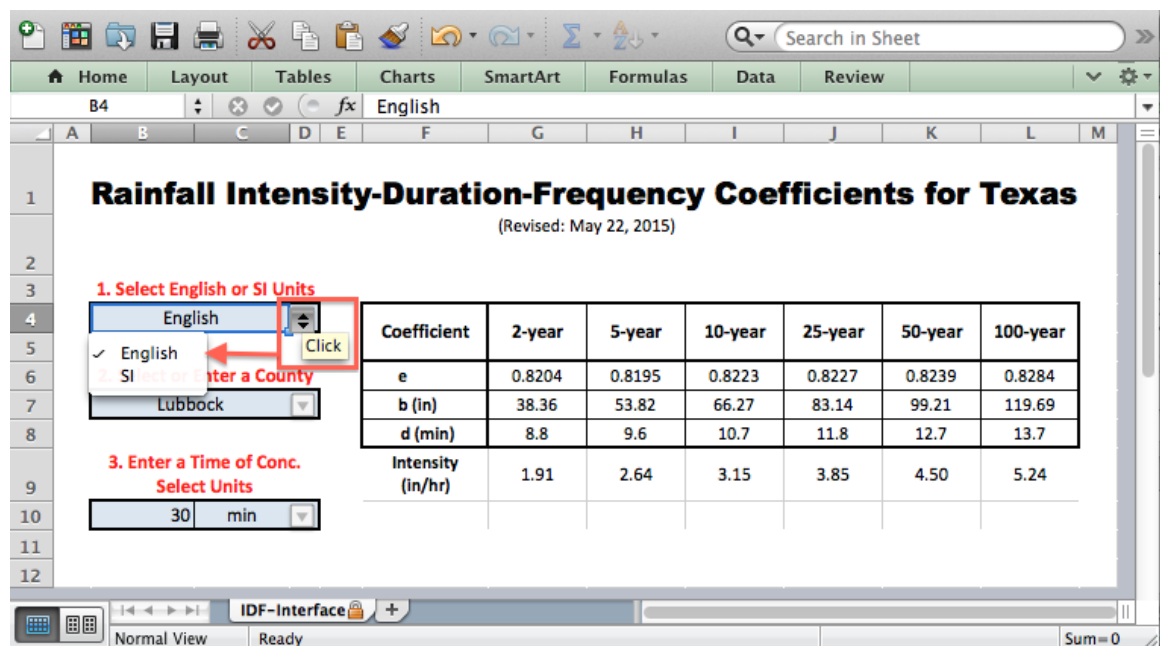 Search in Sheet
Home Layout Tables Charts SmartArt Formulas Data Review
B4 fx English
A B C D E F G H I J K L M
1 Rainfall Intensity-Duration-Frequency Coefficients for Texas
(Revised: May 22, 2015)
2
3 1. Select English or SI Units
4 English
Coefficient 2-year 5-year 10-year 25-year 50-year 100-year
Click
5 ✓ English
6 SI enter a County e 0.8204 0.8195 0.8223 0.8227 0.8239 0.8284
7 Lubbock b (in) 38.36 53.82 66.27 83.14 99.21 119.69
8 d (min) 8.8 9.6 10.7 11.8 12.7 13.7
3. Enter a Time of Conc. Intensity
9 Select Units (in/hr) 1.91 2.64 3.15 3.85 4.50 5.24
10 30 min
11
12
IDF-Interface
Normal View Ready Sum=0